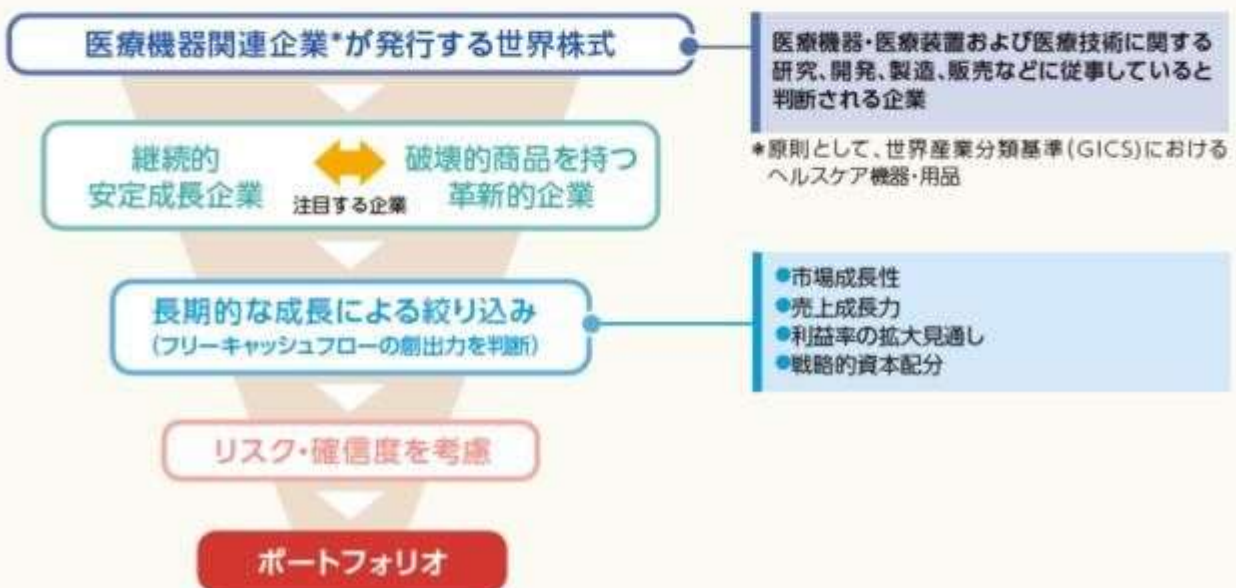 医療機器関連企業*が発行する世界株式
医療機器・医療装置および医療技術に関する
研究、開発、製造、販売などに従事していると
判断される企業
*原則として、世界産業分類基準(GICS)における
ヘルスケア機器・用品
継続的
安定成長企業
注目する企業
破壊的商品を持つ
革新的企業
長期的な成長による絞り込み
(フリーキャッシュフローの創出力を判断)
●市場成長性
●売上成長力
●利益率の拡大見通し
●戦略的資本配分
リスク・確信度を考慮
ポートフォリオ